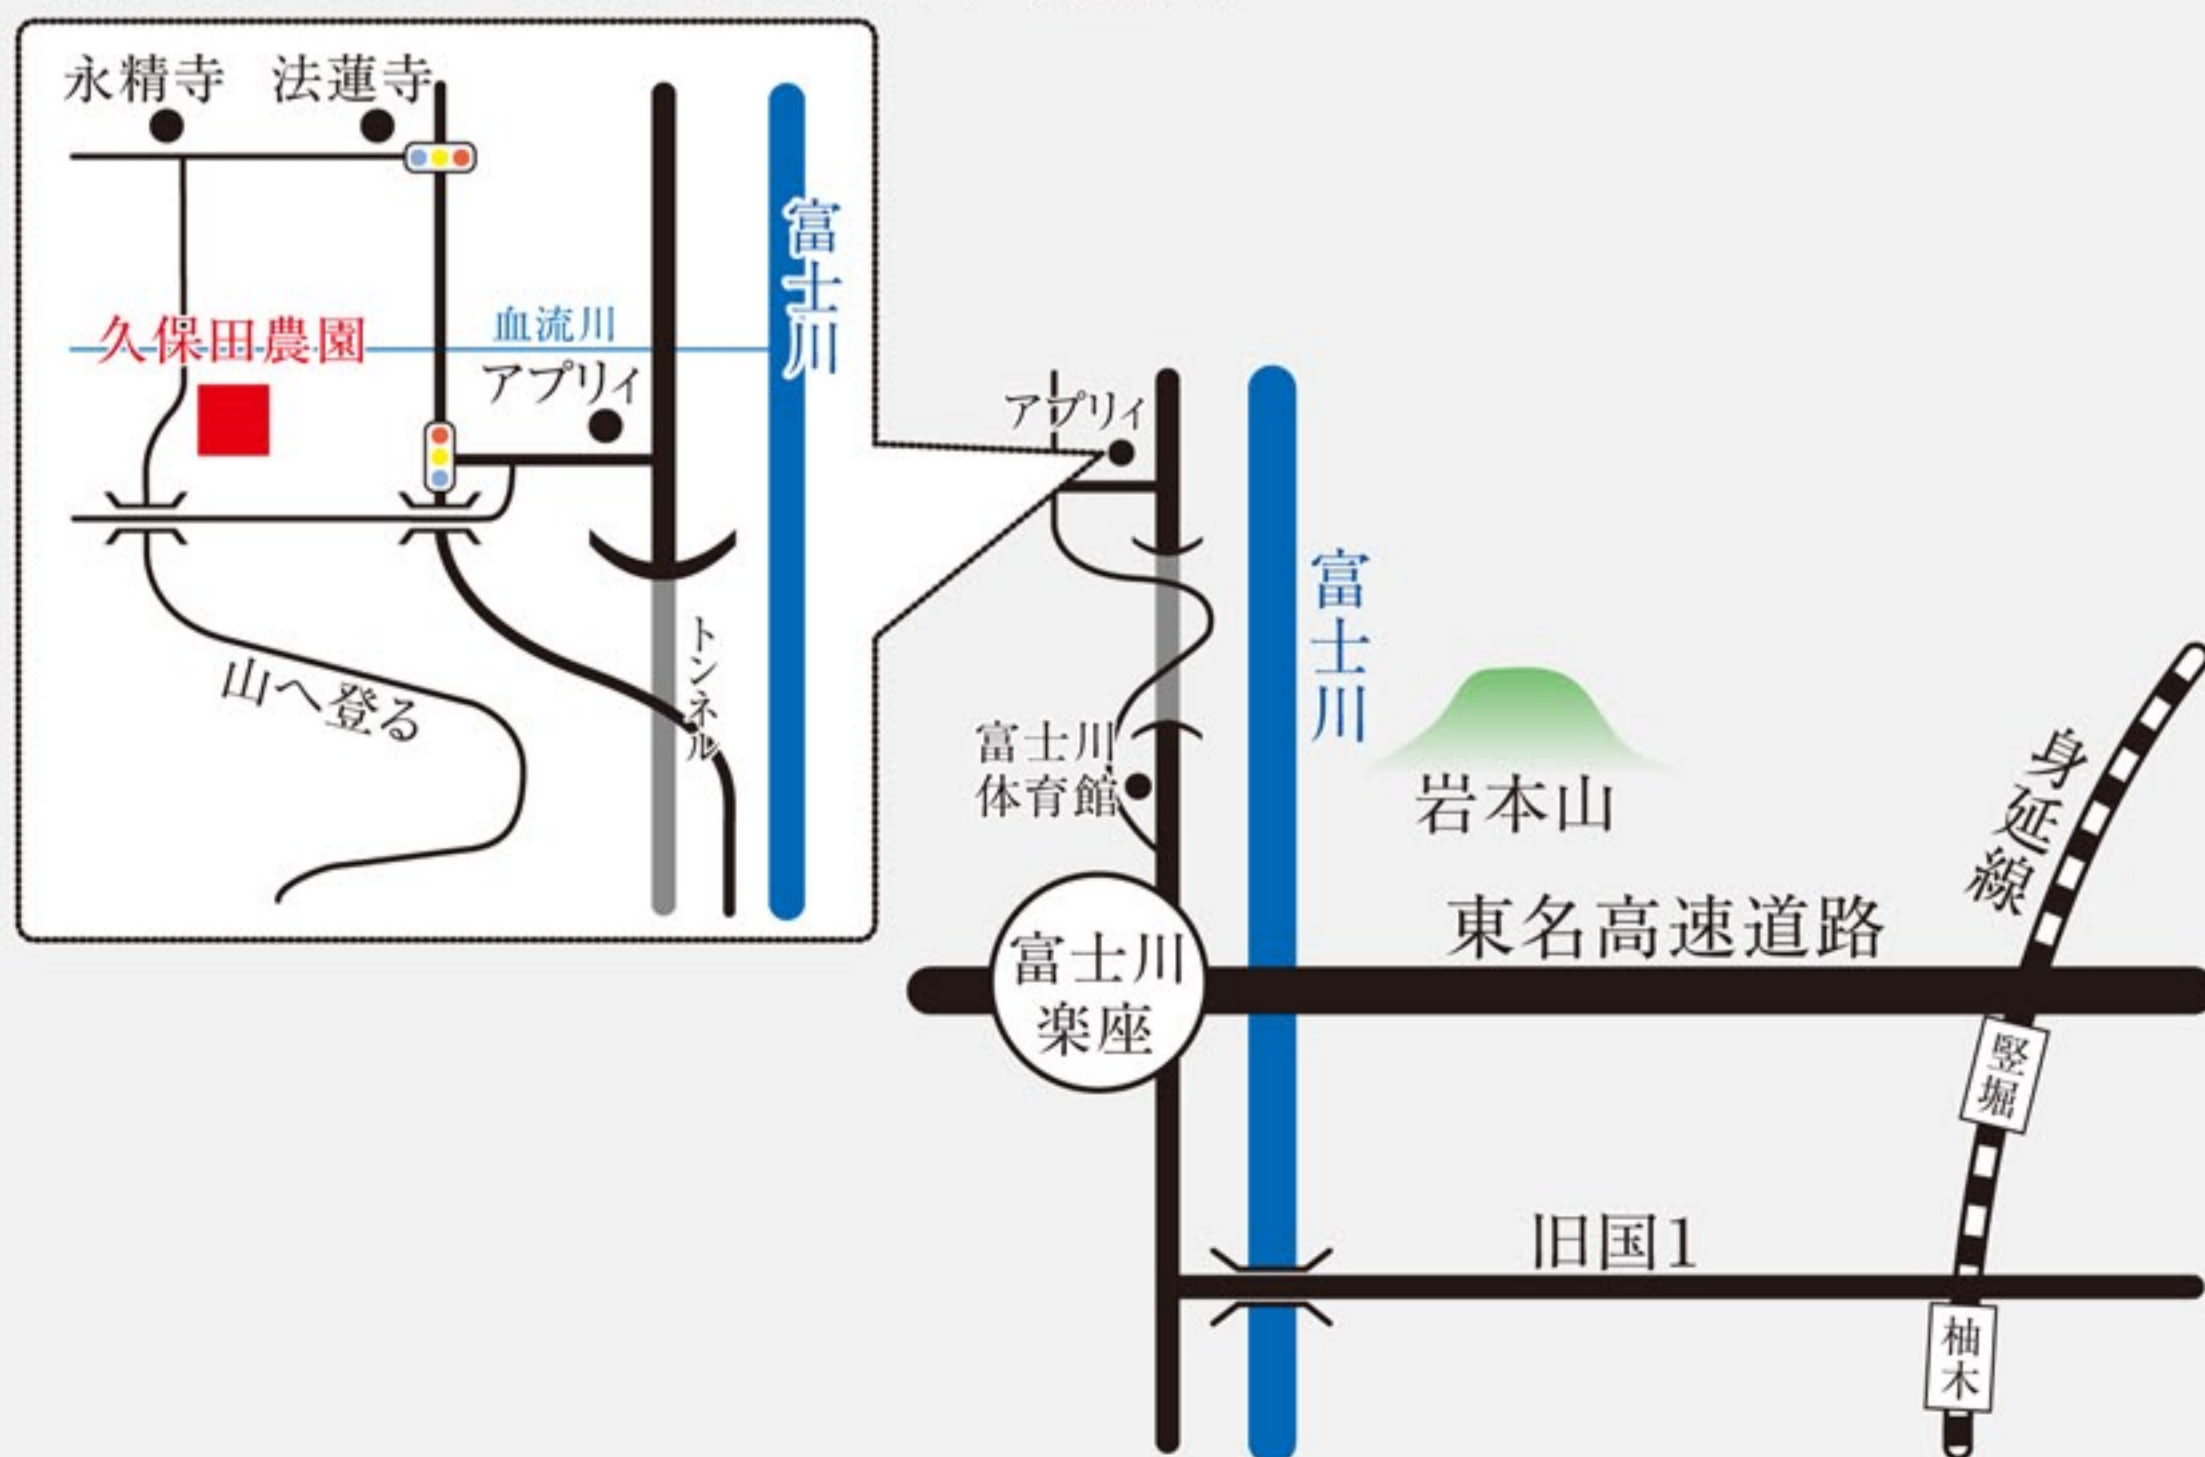 永精寺
法蓮寺
富士川
久保田農園
血流川
アプリィ
トンネル
山へ登る
アプリィ
富士川
富士川
体育館
岩本山
身延線
東名高速道路
富士川
楽座
竪堀
旧国1
柚木